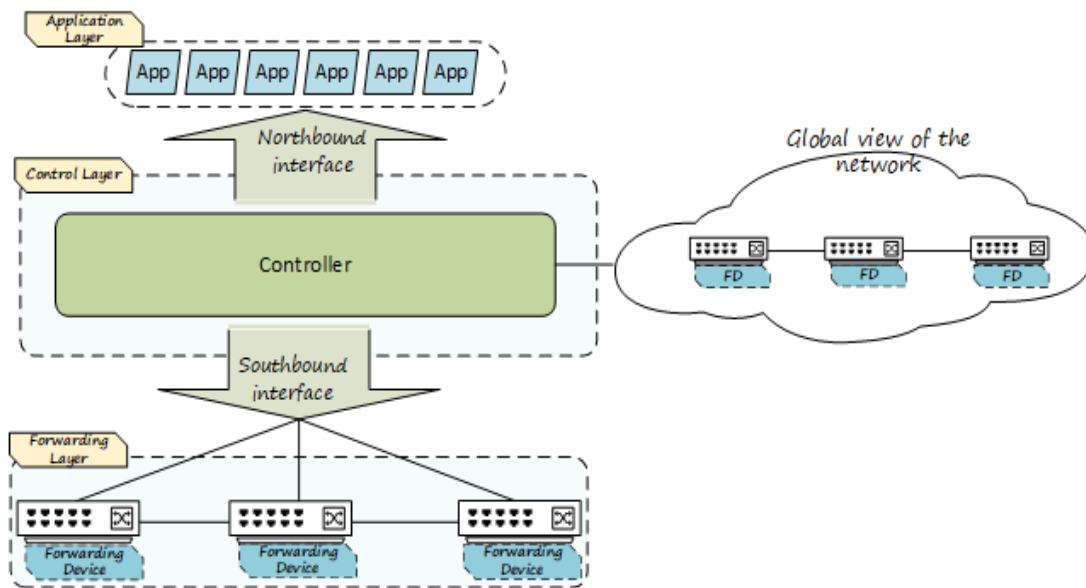 Application
Layer
App App App App App App
Northbound
interface
Global view of the
network
Control Layer
Controller
FD FD FD
Southbound
interface
Forwarding
Layer
Forwarding
Device
Forwarding
Device
Forwarding
Device